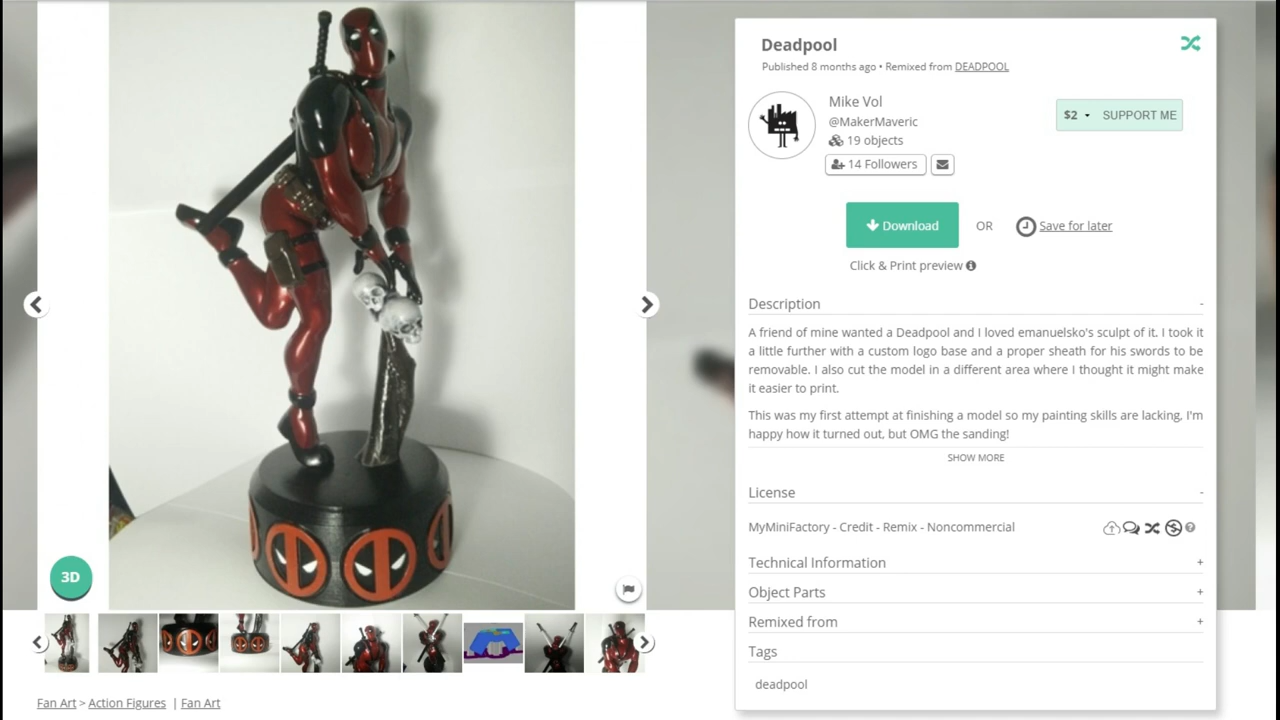 Deadpool
Published 8 months ago • Remixed from DEADPOOL
Mike Vol
@MakerMaveric
19 objects
14 Followers
$2
SUPPORT ME
Download
OR
Save for later
Click & Print preview
Description
-
A friend of mine wanted a Deadpool and I loved emanuelsko's sculpt of it. I took it
a little further with a custom logo base and a proper sheath for his swords to be
removable. I also cut the model in a different area where I thought it might make
it easier to print.
This was my first attempt at finishing a model so my painting skills are lacking. I'm
happy how it turned out, but OMG the sanding!
SHOW MORE
License
-
MyMiniFactory - Credit - Remix - Noncommercial
Technical Information
+
Object Parts
+
Remixed from
+
Tags
deadpool
3D
Fan Art > Action Figures | Fan Art